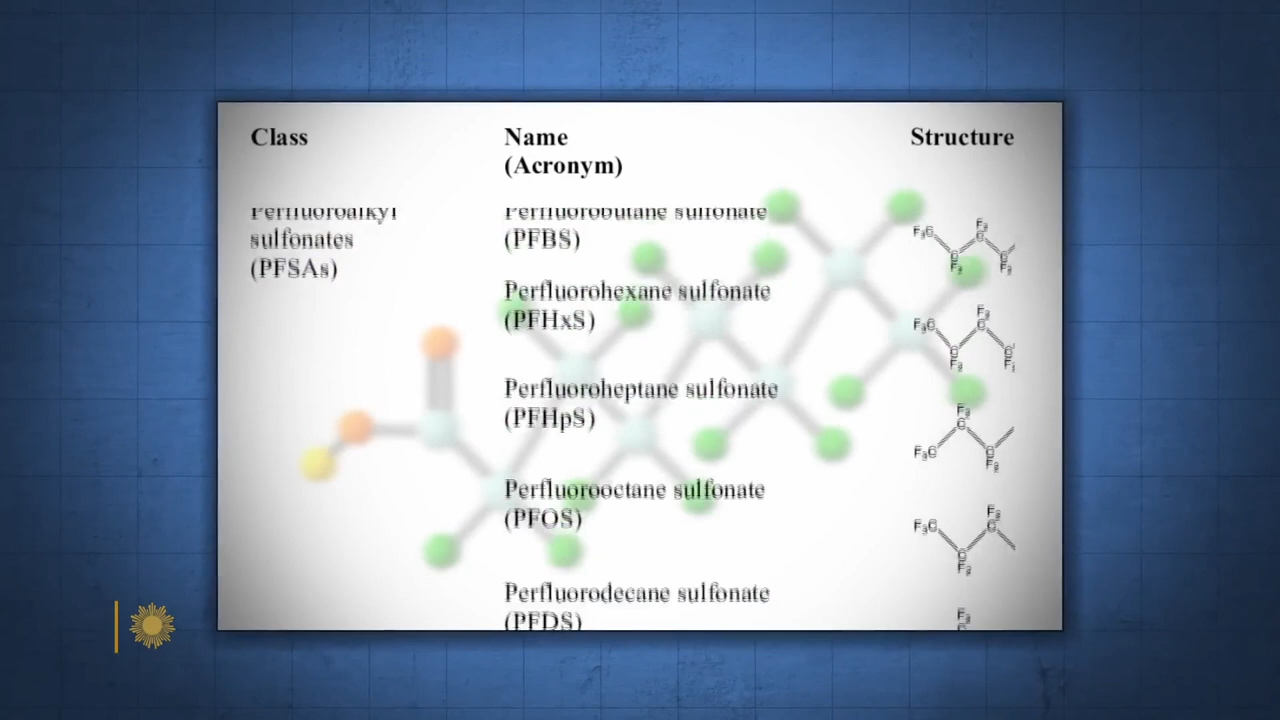 Class
Name
(Acronym)
Structure
Perfluoroalkyl
sulfonates
(PFSAs)
Perfluorobutane sulfonate
(PFBS)
Perfluorohexane sulfonate
(PFHxS)
Perfluoroheptane sulfonate
(PFHpS)
Perfluorooctane sulfonate
(PFOS)
Perfluorodecane sulfonate
(PFDS)